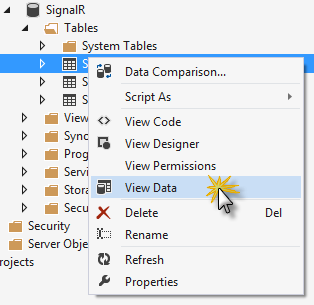 SignalR
Tables
System Tables
S
Data Comparison...
S
Script As
S
View Code
View Designer
View Permissions
View Data
Delete Del
Rename
Refresh
Properties
View
Sync
Prog
Servi
Stora
Secu
Security
Server Obje
rojects